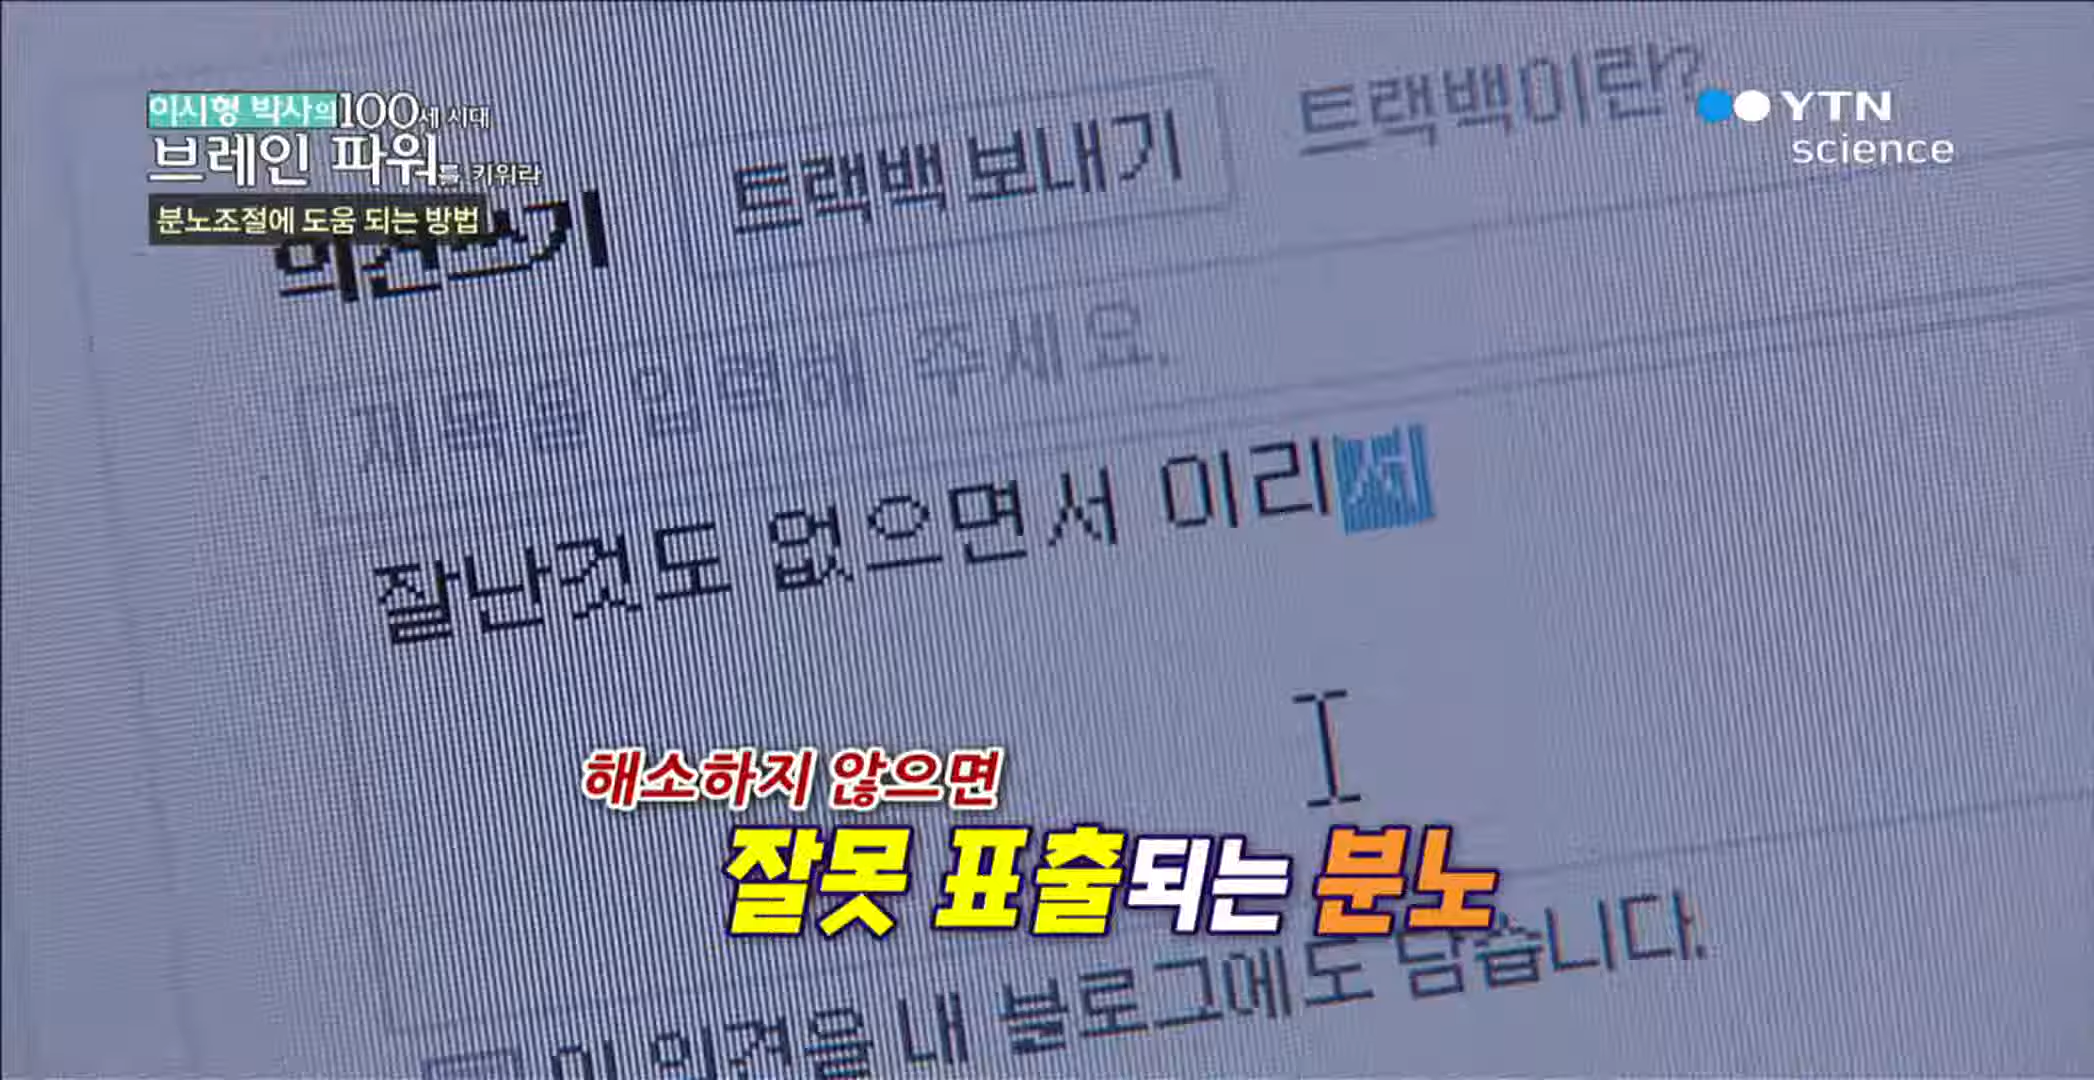 이시형 박사의 100세 시대
브레인 파워를 키워라
분노조절에 도움 되는 방법
YTN
science
의견쓰기 트랙백 보내기 트랙백이란?
제목을 입력해 주세요.
잘난것도 없으면서 미리세
해소하지 않으면
잘못 표출되는 분노
이 의견을 내 블로그에도 담습니다.